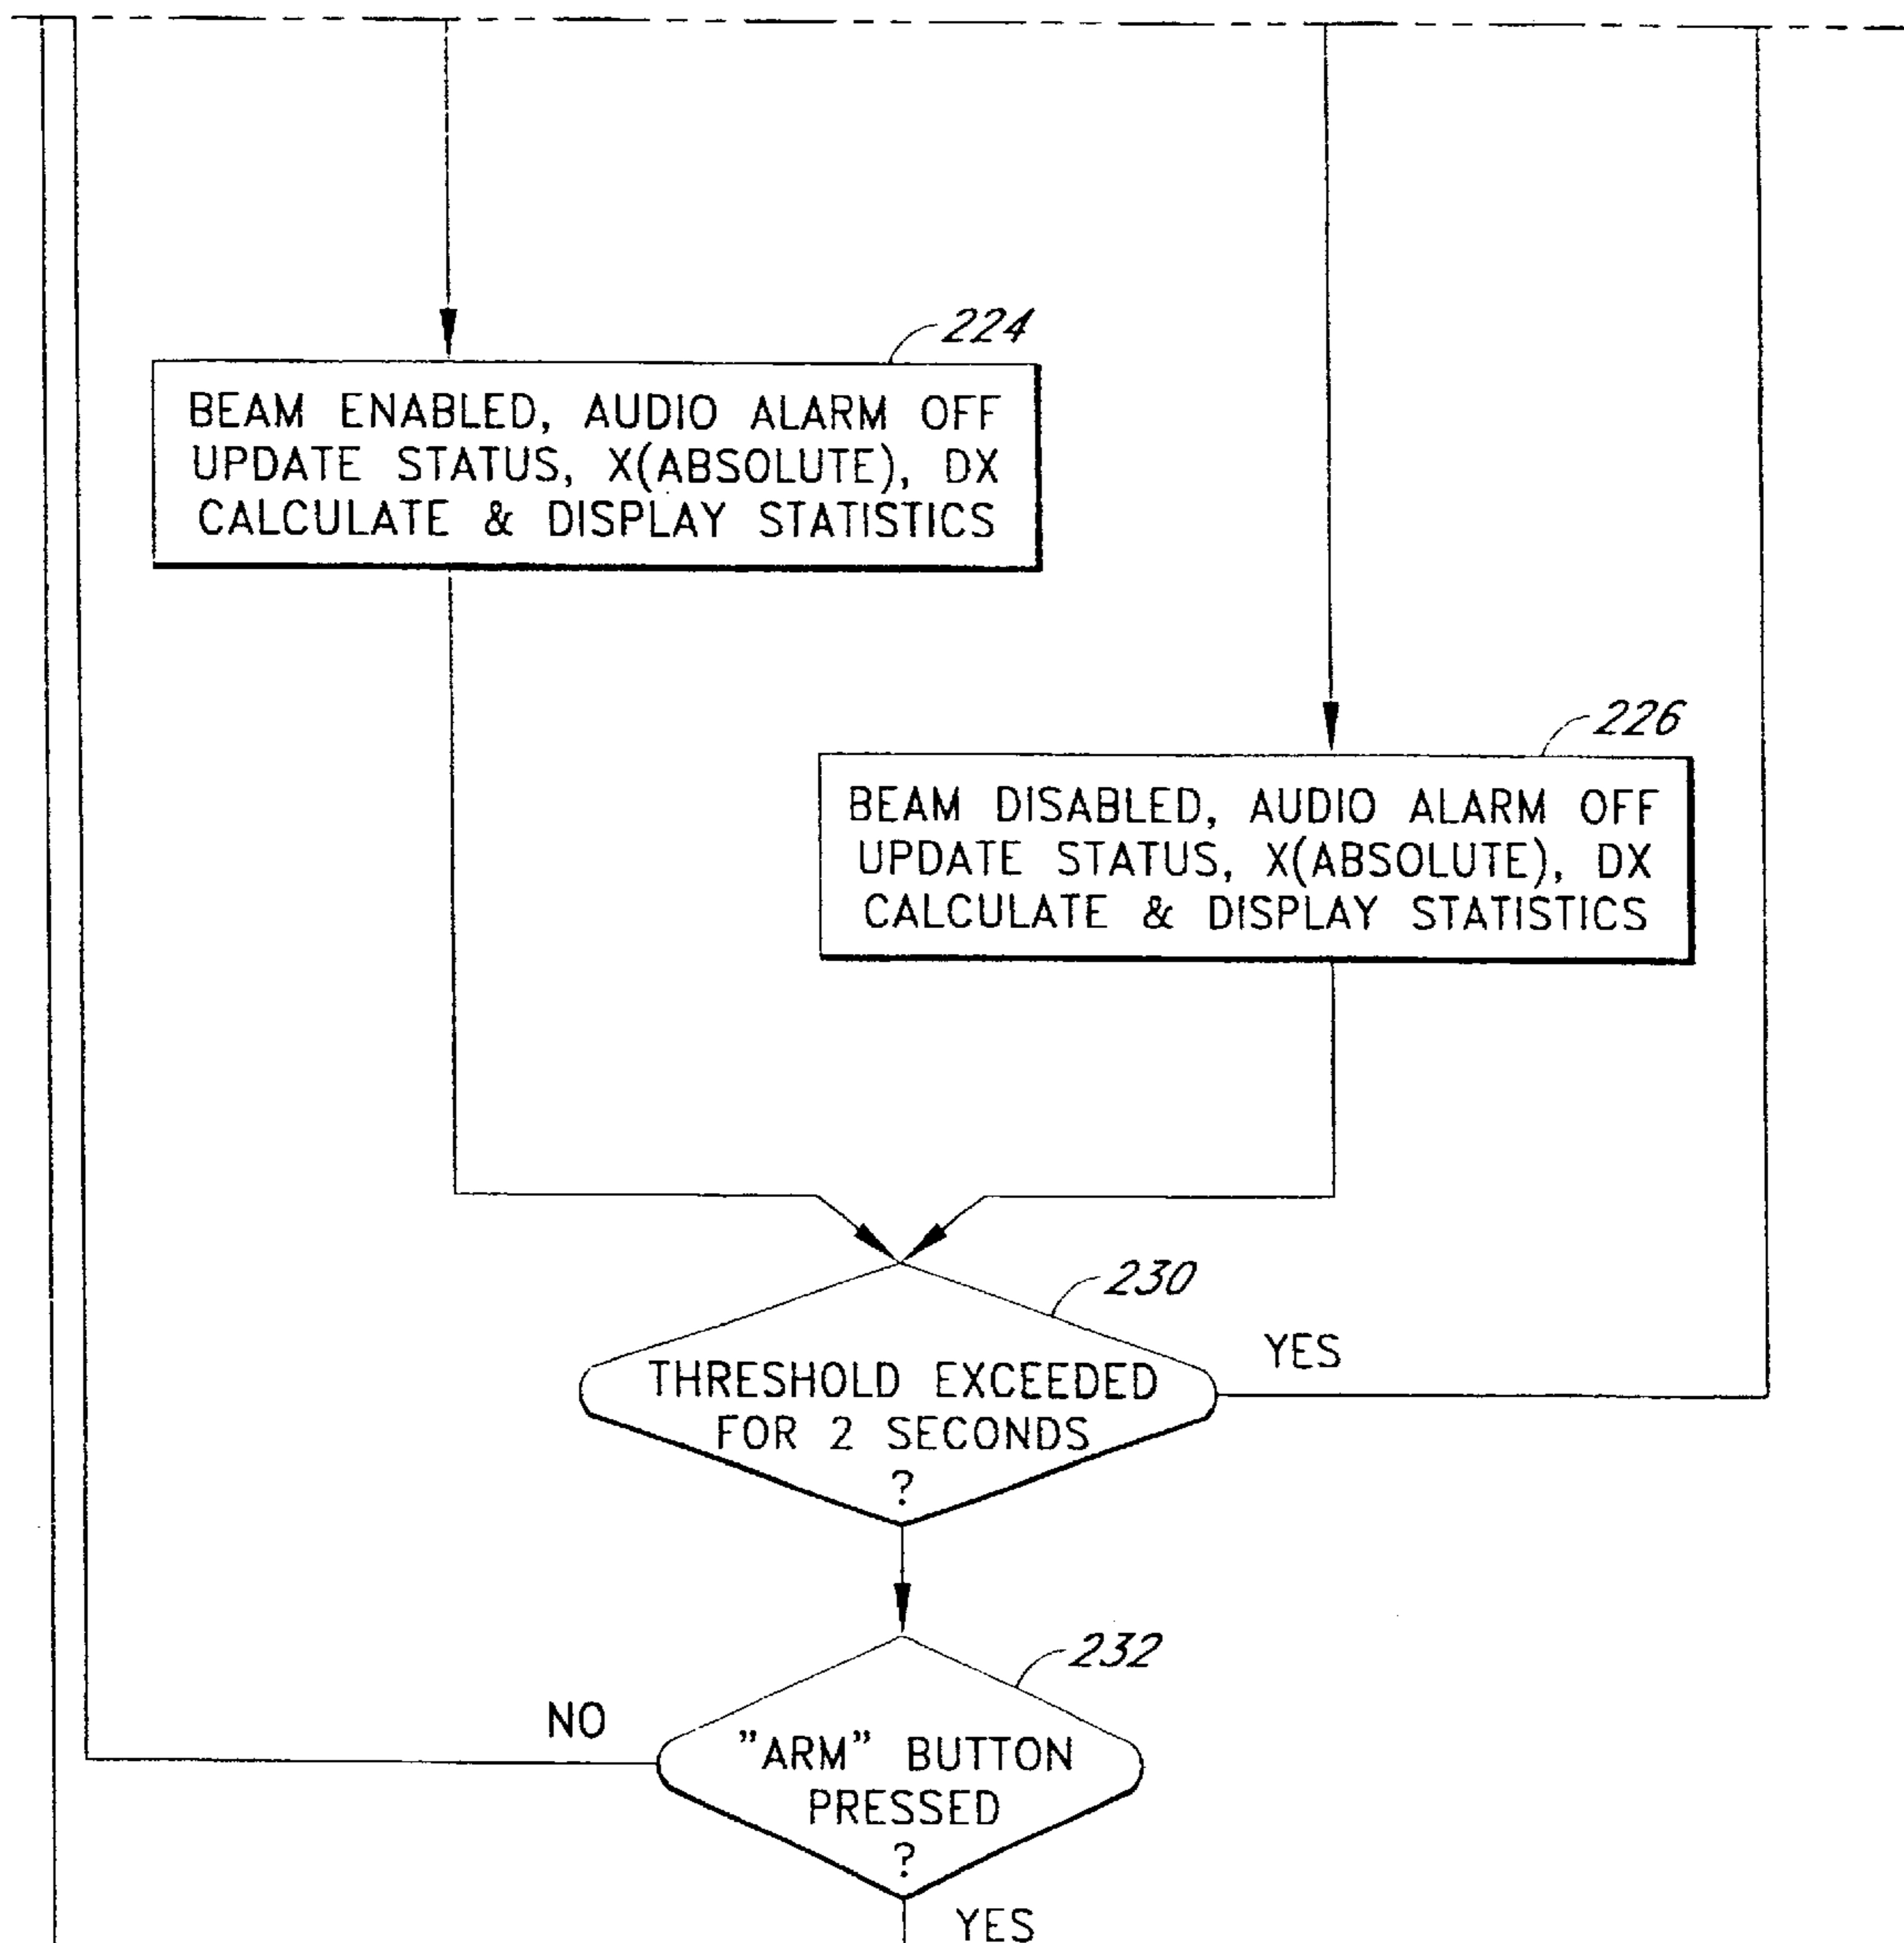 224
BEAM ENABLED, AUDIO ALARM OFF
UPDATE STATUS, X(ABSOLUTE), DX
CALCULATE & DISPLAY STATISTICS
226
BEAM DISABLED, AUDIO ALARM OFF
UPDATE STATUS, X(ABSOLUTE), DX
CALCULATE & DISPLAY STATISTICS
230
YES
THRESHOLD EXCEEDED
FOR 2 SECONDS
?
232
NO
"ARM" BUTTON
PRESSED
?
YES